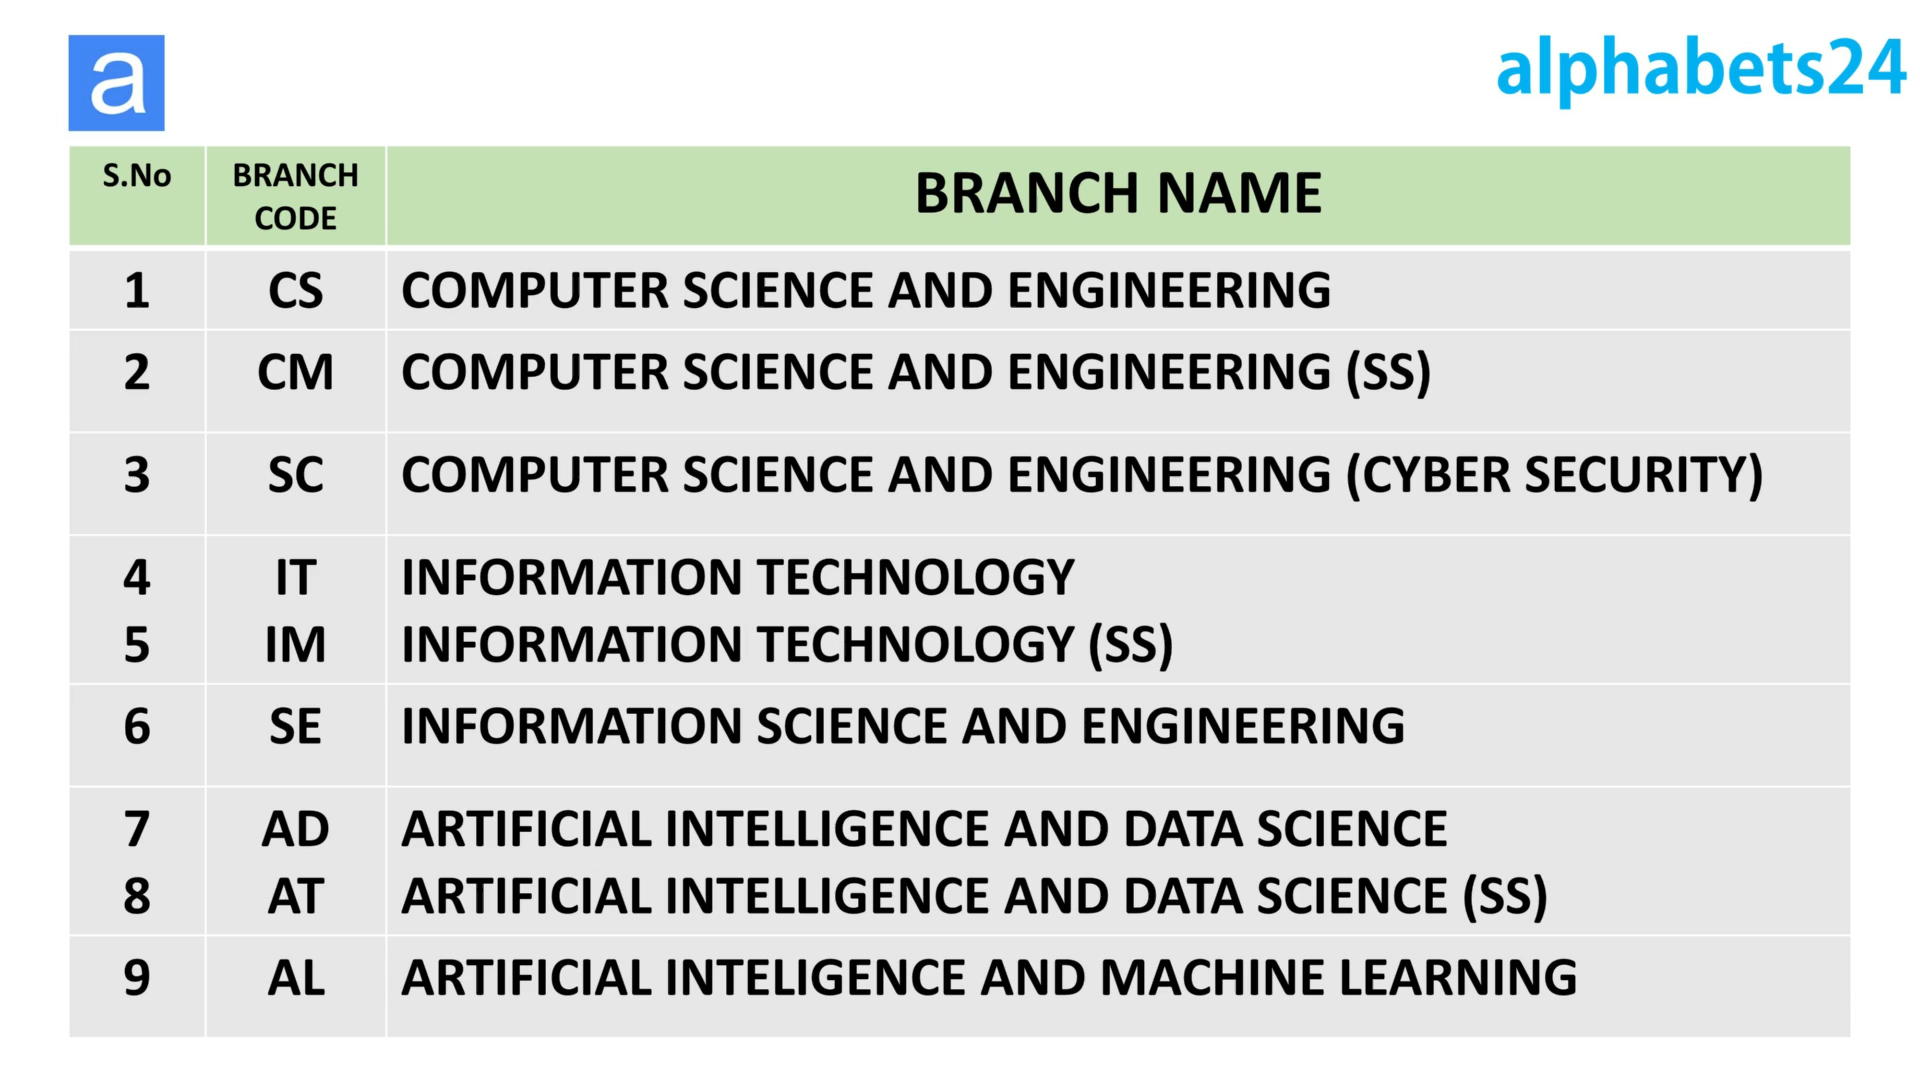 a
alphabets24
S.No BRANCH CODE BRANCH NAME
1 CS COMPUTER SCIENCE AND ENGINEERING
2 CM COMPUTER SCIENCE AND ENGINEERING (SS)
3 SC COMPUTER SCIENCE AND ENGINEERING (CYBER SECURITY)
4 IT INFORMATION TECHNOLOGY
5 IM INFORMATION TECHNOLOGY (SS)
6 SE INFORMATION SCIENCE AND ENGINEERING
7 AD ARTIFICIAL INTELLIGENCE AND DATA SCIENCE
8 AT ARTIFICIAL INTELLIGENCE AND DATA SCIENCE (SS)
9 AL ARTIFICIAL INTELIGENCE AND MACHINE LEARNING